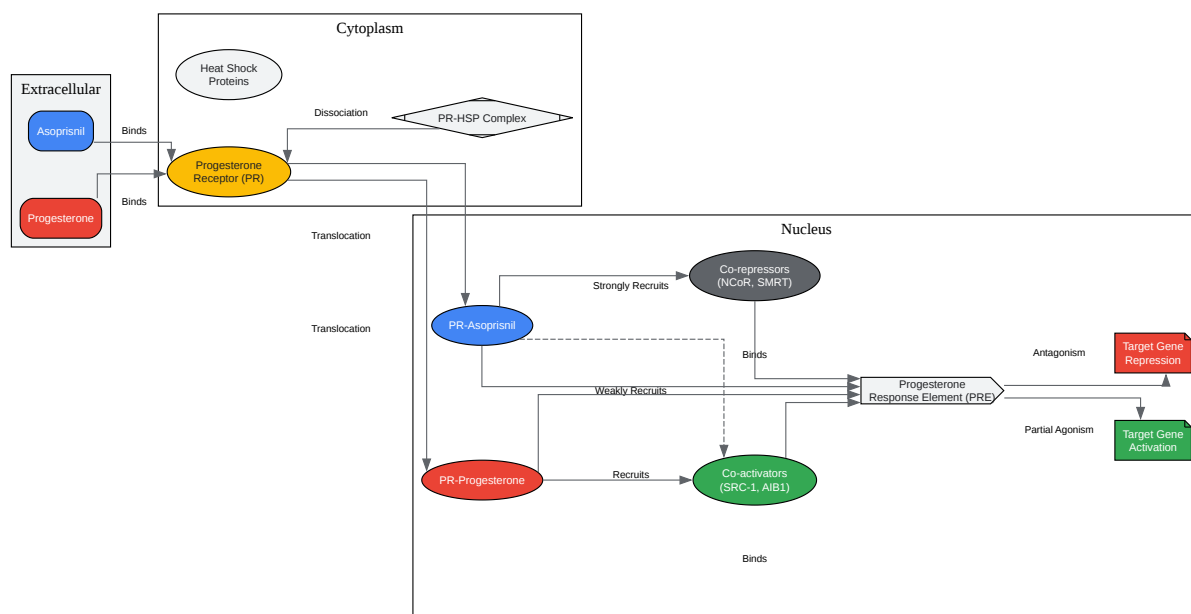 Cytoplasm
Heat Shock
Proteins
Extracellular
Dissociation
PR-HSP Complex
Asoprisnil
Binds
Progesterone
Receptor (PR)
Binds
Progesterone
Translocation
Nucleus
Co-repressors
(NCoR, SMRT)
Strongly Recruits
PR-Asoprisnil
Translocation
Binds
Antagonism
Target Gene
Repression
Weakly Recruits
Progesterone
Response Element (PRE)
Partial Agonism
Target Gene
Activation
PR-Progesterone
Recruits
Co-activators
(SRC-1, AIB1)
Binds